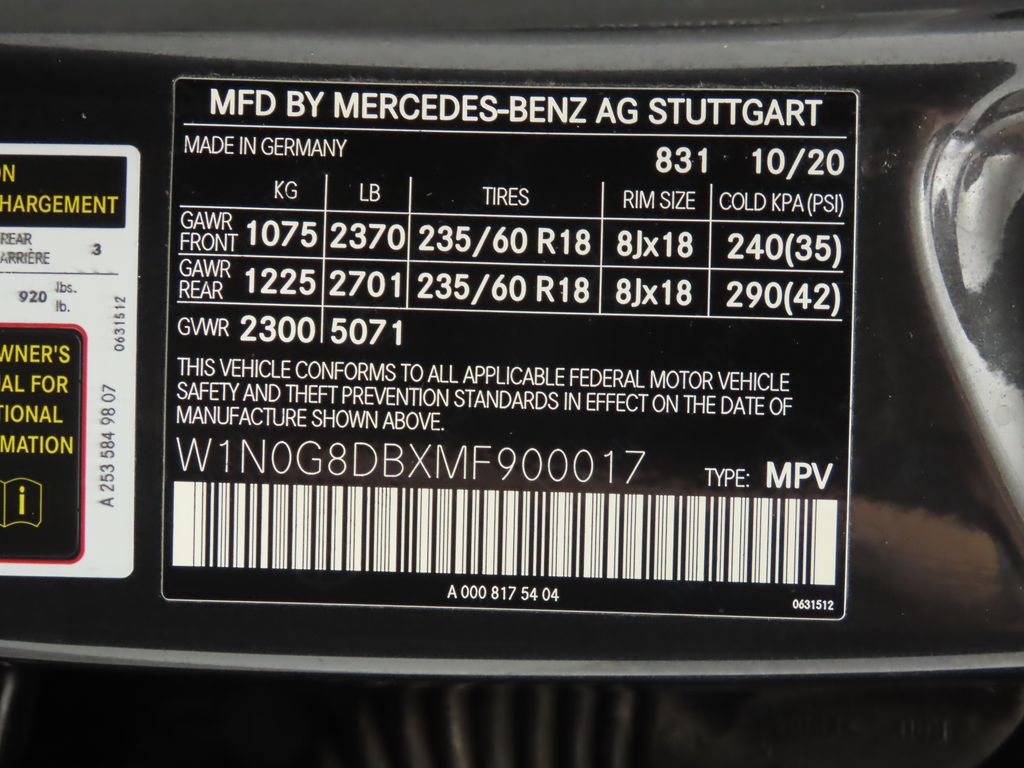 MFD BY MERCEDES-BENZ AG STUTTGART
MADE IN GERMANY 831 10/20
KG LB TIRES RIM SIZE COLD KPA(PSI)
GAWR FRONT 1075 2370 235/60 R18 8Jx18 240(35)
GAWR REAR 1225 2701 235/60 R18 8Jx18 290(42)
GVWR 2300 5071
THIS VEHICLE CONFORMS TO ALL APPLICABLE FEDERAL MOTOR VEHICLE
SAFETY AND THEFT PREVENTION STANDARDS IN EFFECT ON THE DATE OF
MANUFACTURE SHOWN ABOVE.
W1N0G8DBXMF900017 TYPE: MPV
A 000 817 54 04
0631512
ON
HARGEMENT
REAR
ARRIÈRE 3
920 lbs.
lb.
WNER'S
UAL FOR
TIONAL
MATION
i
0631512
A 253 584 98 07